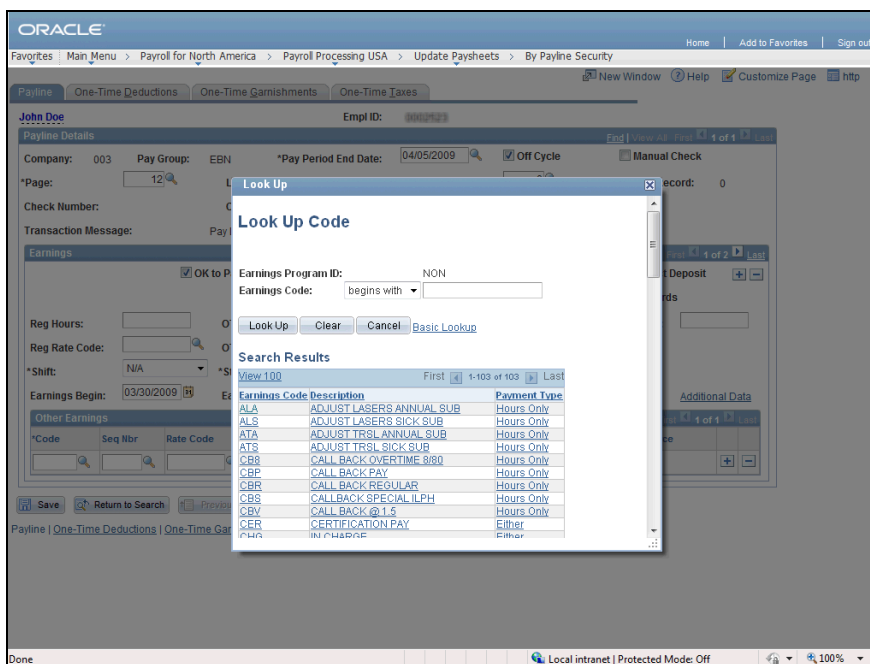 ORACLE
Home | Add to Favorites | Sign out
Favorites Main Menu > Payroll for North America > Payroll Processing USA > Update Paysheets > By Payline Security
New Window Help Customize Page http
Payline One-Time Deductions One-Time Garnishments One-Time Taxes
John Doe Empl ID:
Payline Details Find | View All First 1 of 1 Last
Company: 003 Pay Group: EBN *Pay Period End Date: 04/05/2009 Off Cycle Manual Check
*Page: 12 ecord: 0
Check Number:
Transaction Message: Pay
Earnings First 1 of 2 Last
OK to P t Deposit
rds
Reg Hours:
Reg Rate Code:
*Shift: N/A
Earnings Begin: 03/30/2009 Additional Data
Other Earnings 1 of 1 Last
*Code Seq Nbr Rate Code ce
Save Return to Search Previou
Payline | One-Time Deductions | One-Time Gar
Look Up
Look Up Code
Earnings Program ID: NON
Earnings Code: begins with
Look Up Clear Cancel Basic Lookup
Search Results
View 100 First 1-103 of 103 Last
Earnings Code Description Payment Type
ALA ADJUST LASERS ANNUAL SUB Hours Only
ALS ADJUST LASERS SICK SUB Hours Only
ATA ADJUST TRSL ANNUAL SUB Hours Only
ATS ADJUST TRSL SICK SUB Hours Only
CB8 CALL BACK OVERTIME 8/80 Hours Only
CBP CALL BACK PAY Hours Only
CBR CALL BACK REGULAR Hours Only
CBS CALLBACK SPECIAL ILPH Hours Only
CBV CALL BACK @ 1.5 Hours Only
CER CERTIFICATION PAY Either
CHG IN CHARGE Either
Done Local intranet | Protected Mode: Off 100%